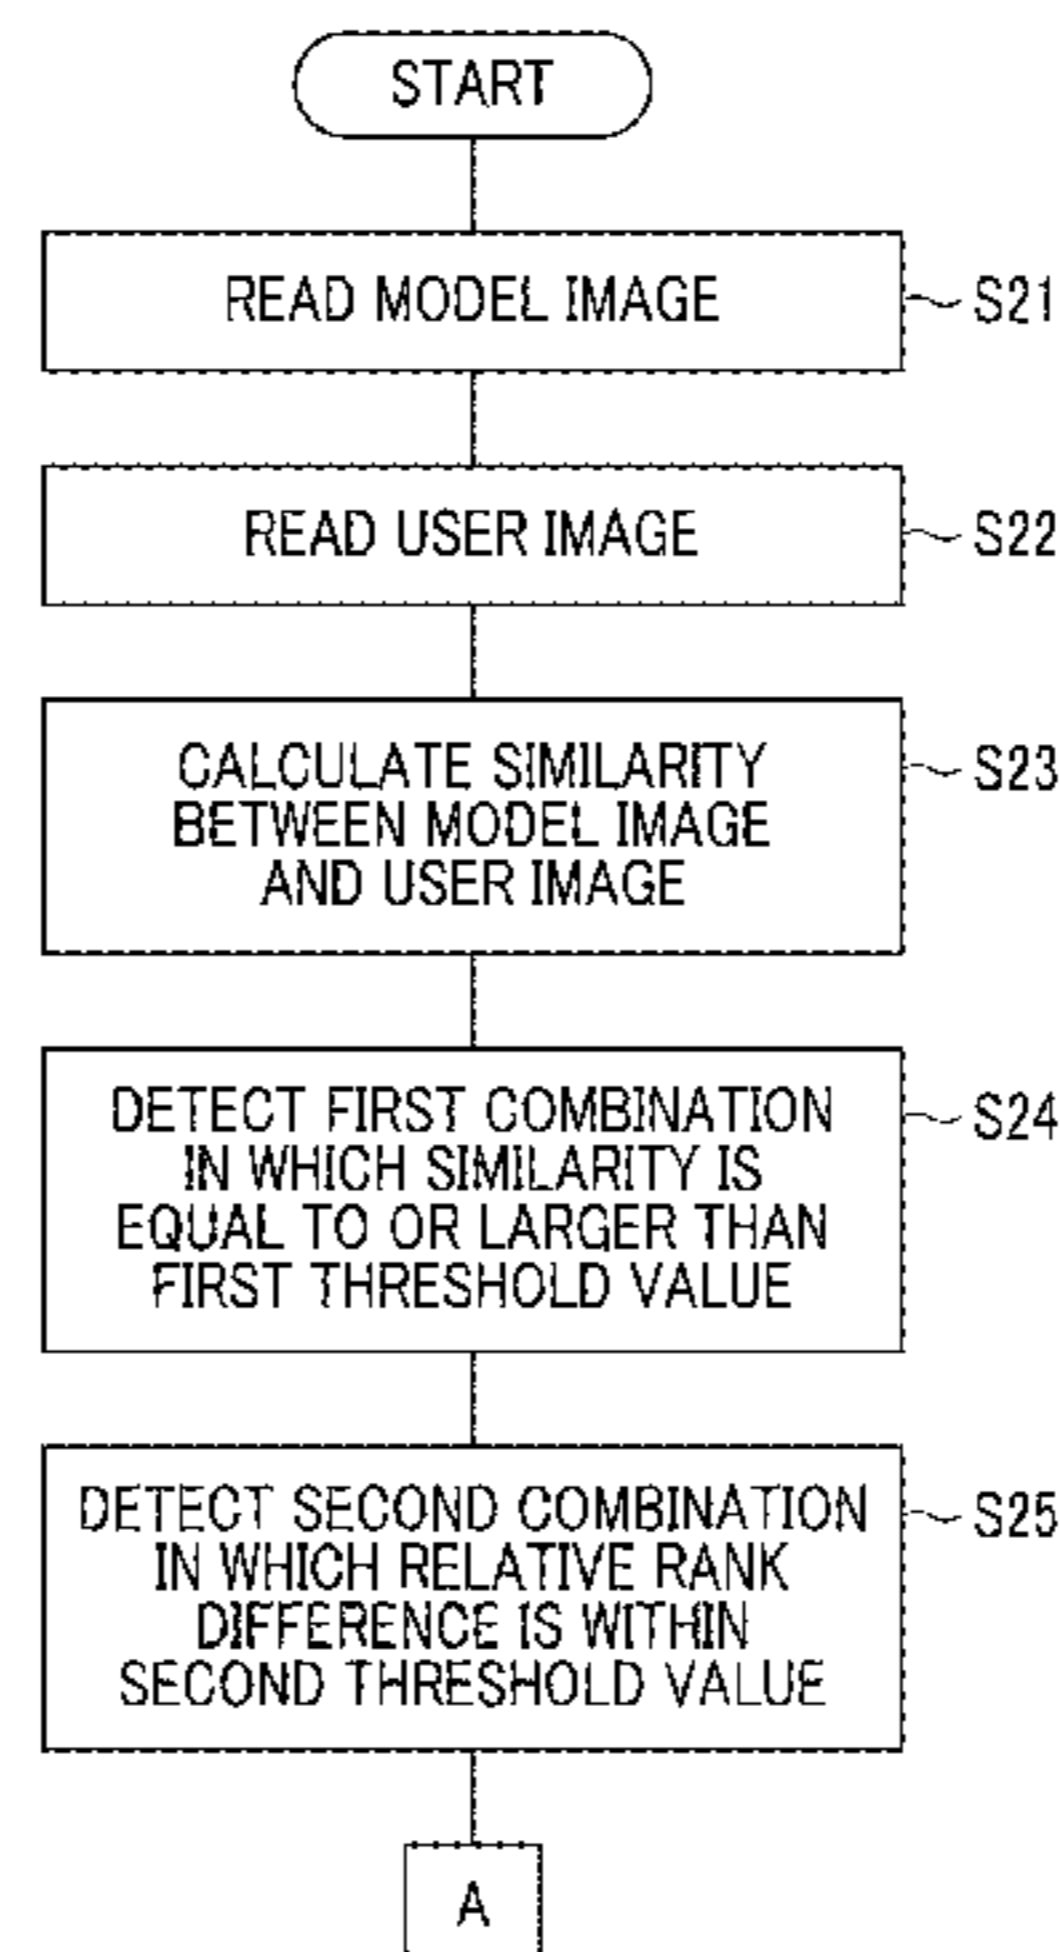 START
READ MODEL IMAGE
S21
READ USER IMAGE
S22
CALCULATE SIMILARITY
BETWEEN MODEL IMAGE
AND USER IMAGE
S23
DETECT FIRST COMBINATION
IN WHICH SIMILARITY IS
EQUAL TO OR LARGER THAN
FIRST THRESHOLD VALUE
S24
DETECT SECOND COMBINATION
IN WHICH RELATIVE RANK
DIFFERENCE IS WITHIN
SECOND THRESHOLD VALUE
S25
A